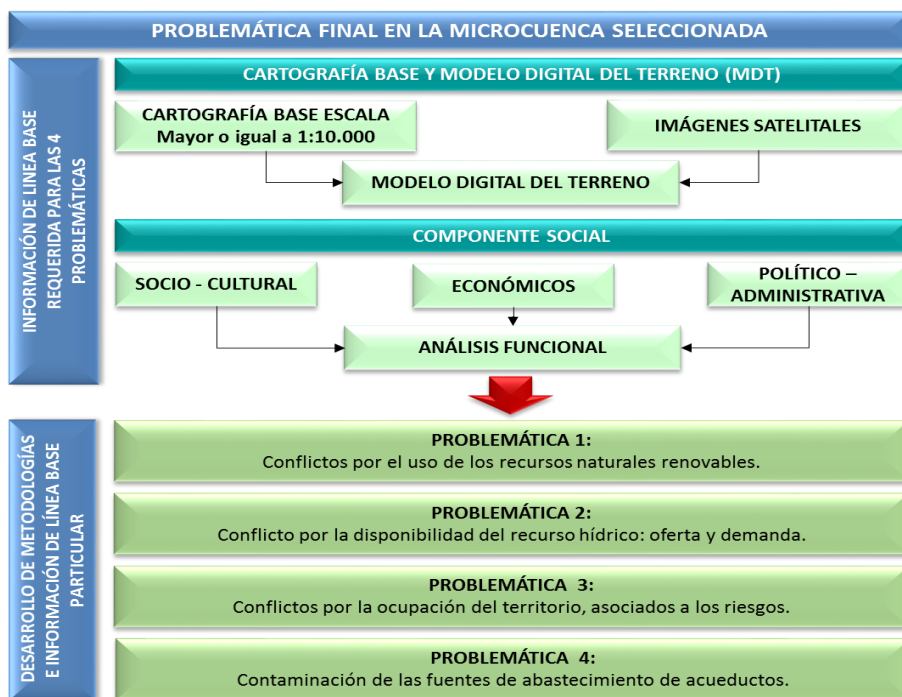 PROBLEMÁTICA FINAL EN LA MICROCUENCA SELECCIONADA
INFORMACIÓN DE LINEA BASE
REQUERIDA PARA LAS 4
PROBLEMÁTICAS
CARTOGRAFÍA BASE Y MODELO DIGITAL DEL TERRENO (MDT)
CARTOGRAFÍA BASE ESCALA
Mayor o igual a 1:10.000
IMÁGENES SATELITALES
MODELO DIGITAL DEL TERRENO
COMPONENTE SOCIAL
SOCIO - CULTURAL
ECONÓMICOS
POLÍTICO –
ADMINISTRATIVA
ANÁLISIS FUNCIONAL
DESARROLLO DE METODOLOGÍAS
E INFORMACIÓN DE LÍNEA BASE
PARTICULAR
PROBLEMÁTICA 1:
Conflictos por el uso de los recursos naturales renovables.
PROBLEMÁTICA 2:
Conflicto por la disponibilidad del recurso hídrico: oferta y demanda.
PROBLEMÁTICA 3:
Conflictos por la ocupación del territorio, asociados a los riesgos.
PROBLEMÁTICA 4:
Contaminación de las fuentes de abastecimiento de acueductos.